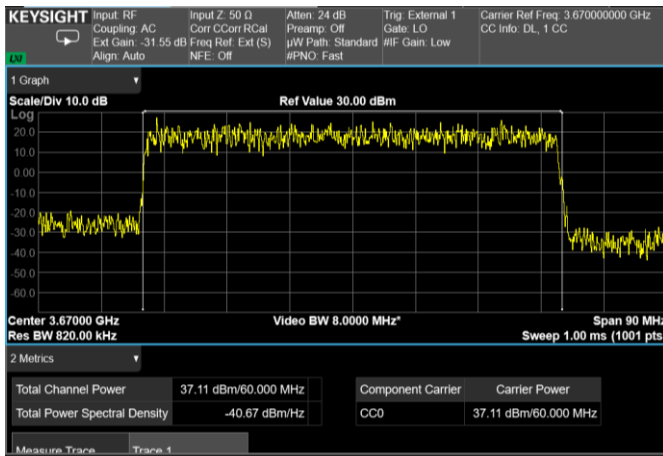 KEYSIGHT Input: RF Input Z: 50 Ω Atten: 24 dB Trig: External 1 Carrier Ref Freq: 3.670000000 GHz
Coupling: AC Corr CCorr RCal Preamp: Off Gate: LO CC Info: DL, 1 CC
Ext Gain: -31.55 dB Freq Ref: Ext (S) µW Path: Standard #IF Gain: Low
LXI Align: Auto NFE: Off #PNO: Fast
1 Graph
Scale/Div 10.0 dB Ref Value 30.00 dBm
Log
20.0
10.0
0.00
-10.0
-20.0
-30.0
-40.0
-50.0
-60.0
Center 3.67000 GHz Video BW 8.0000 MHz* Span 90 MHz
Res BW 820.00 kHz Sweep 1.00 ms (1001 pts
2 Metrics
Total Channel Power 37.11 dBm/60.000 MHz Component Carrier Carrier Power
Total Power Spectral Density -40.67 dBm/Hz CC0 37.11 dBm/60.000 MHz
Measure Trace Trace 1